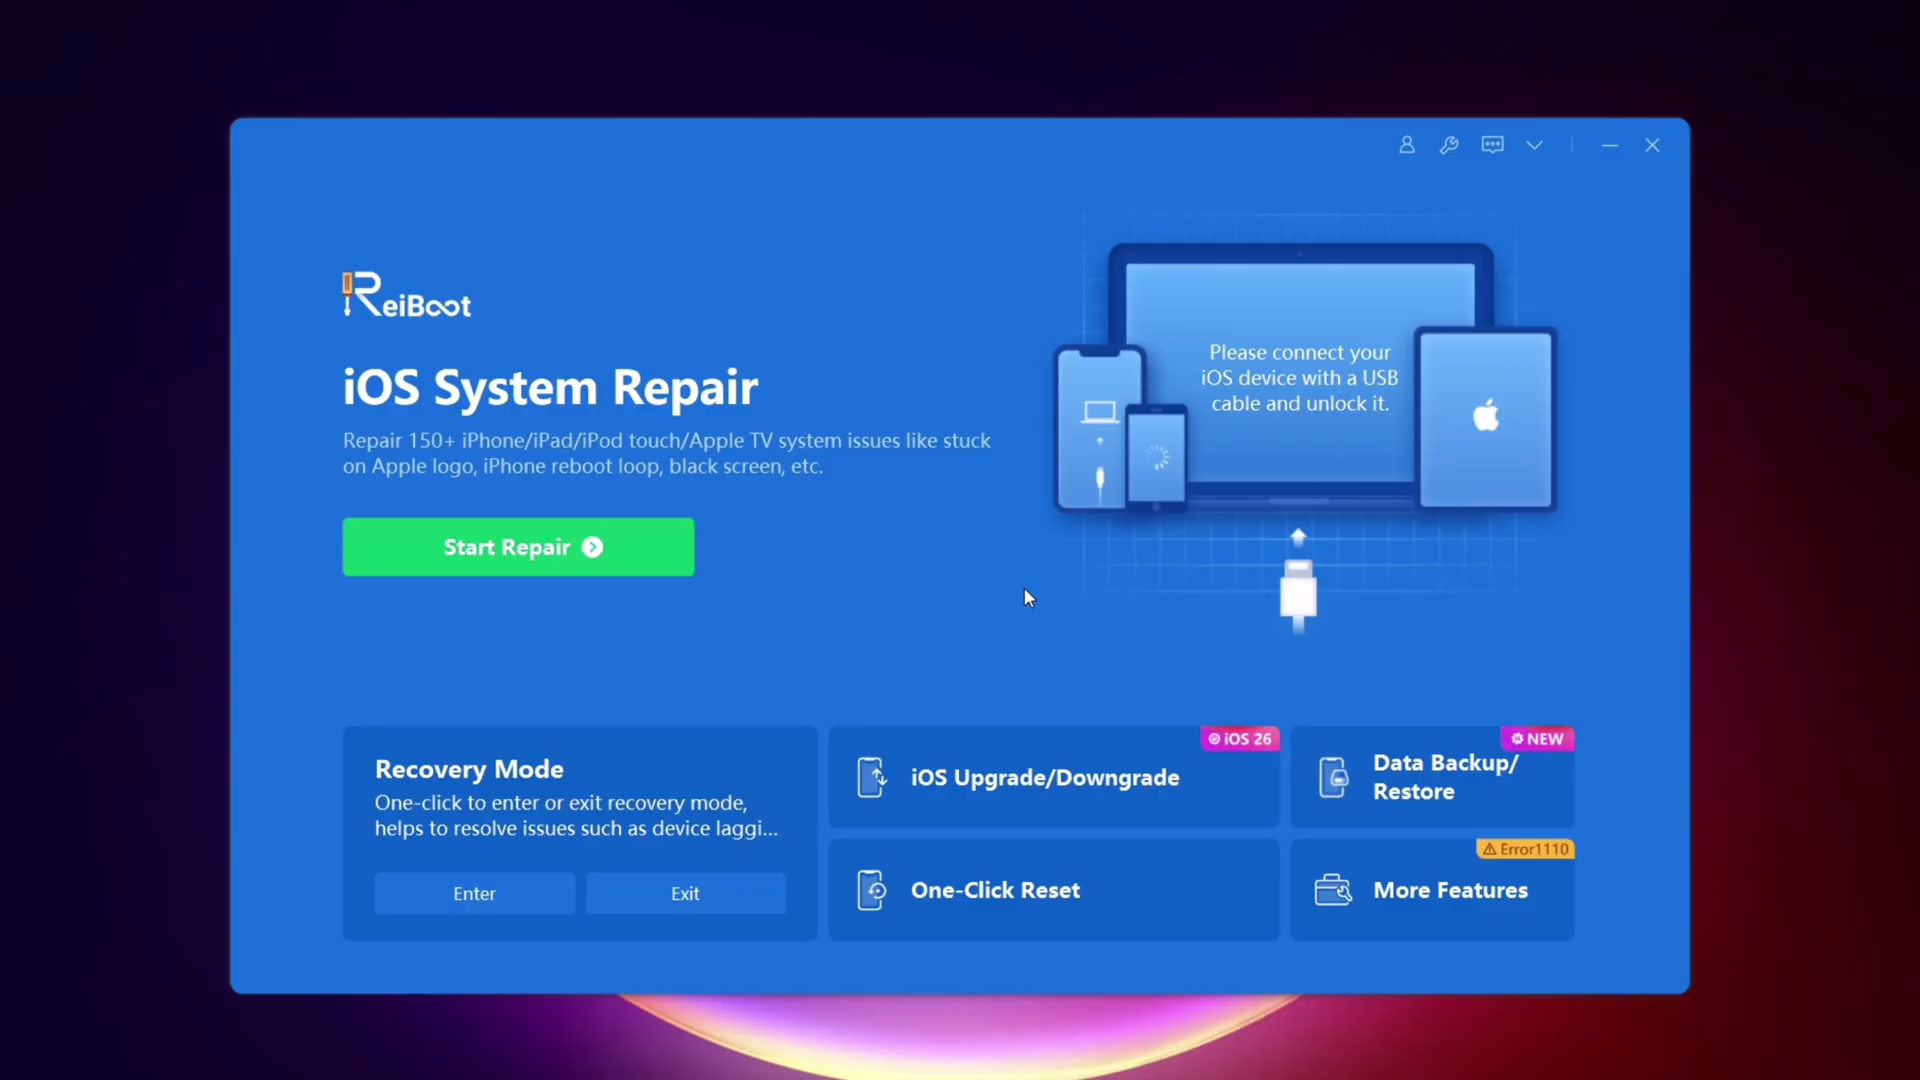 ReiBoot
iOS System Repair
Repair 150+ iPhone/iPad/iPod touch/Apple TV system issues like stuck
on Apple logo, iPhone reboot loop, black screen, etc.
Start Repair
Please connect your
iOS device with a USB
cable and unlock it.
Recovery Mode
One-click to enter or exit recovery mode,
helps to resolve issues such as device laggi...
Enter
Exit
iOS 26
iOS Upgrade/Downgrade
NEW
Data Backup/
Restore
One-Click Reset
Error1110
More Features